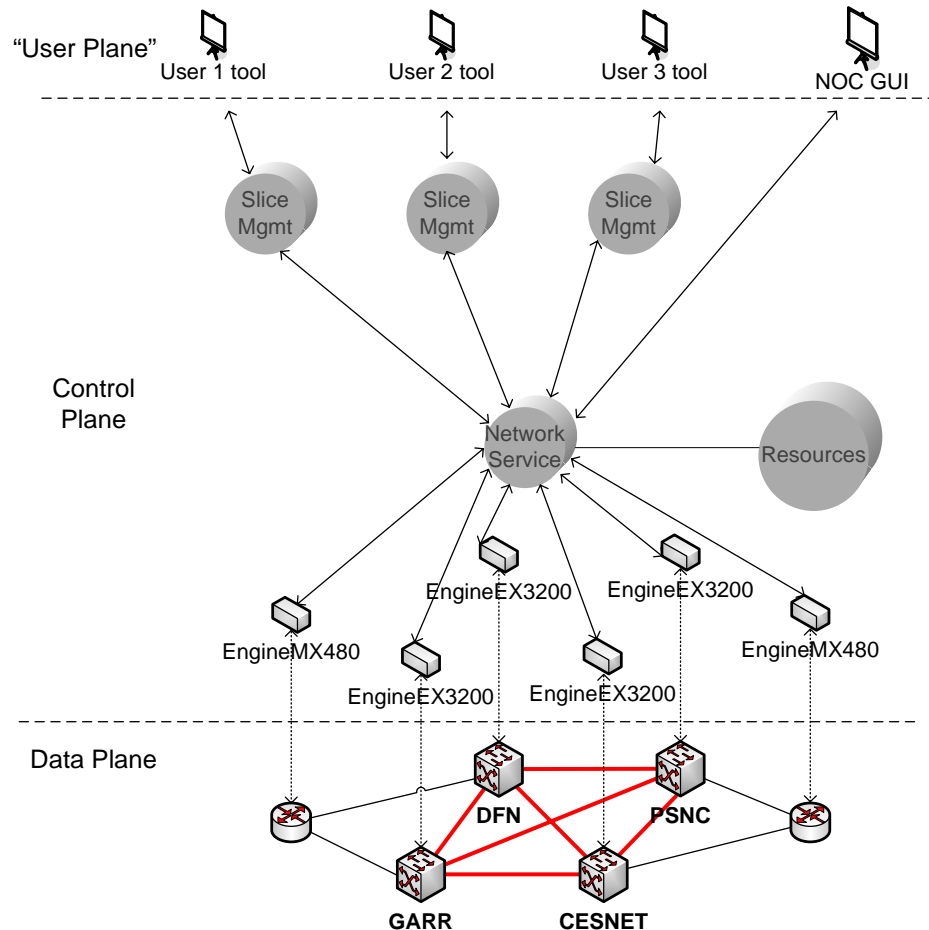 “User Plane”
User 1 tool
User 2 tool
User 3 tool
NOC GUI
Slice
Mgmt
Slice
Mgmt
Slice
Mgmt
Control
Plane
Network
Service
Resources
EngineEX3200
EngineEX3200
EngineMX480
EngineEX3200
EngineEX3200
EngineMX480
Data Plane
DFN
PSNC
GARR
CESNET